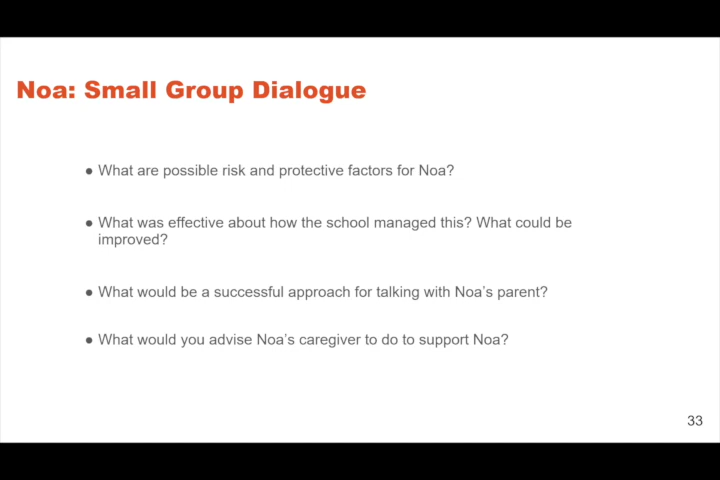 Noa: Small Group Dialogue
● What are possible risk and protective factors for Noa?
● What was effective about how the school managed this? What could be
improved?
● What would be a successful approach for talking with Noa’s parent?
● What would you advise Noa’s caregiver to do to support Noa?
33